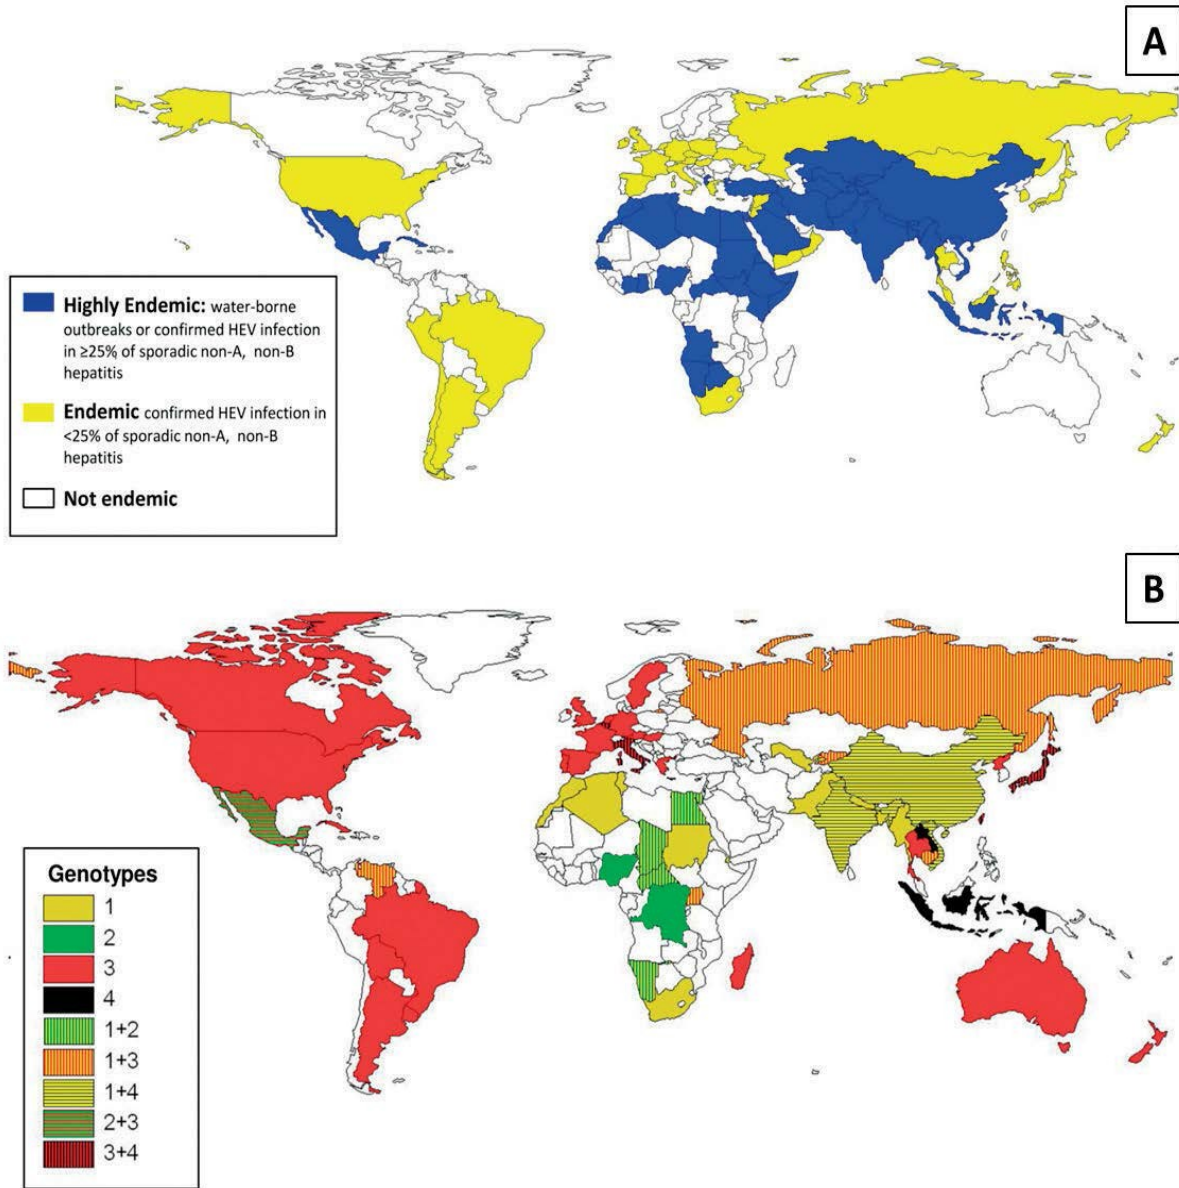 A
Highly Endemic: water-borne
outbreaks or confirmed HEV infection
in ≥25% of sporadic non-A, non-B
hepatitis
Endemic confirmed HEV infection in
<25% of sporadic non-A, non-B
hepatitis
Not endemic
B
Genotypes
1
2
3
4
1+2
1+3
1+4
2+3
3+4